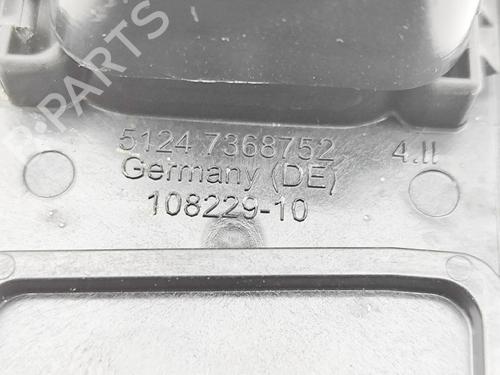 B-PARTS
5124 7368752 4.II
Germany (DE)
108229-10